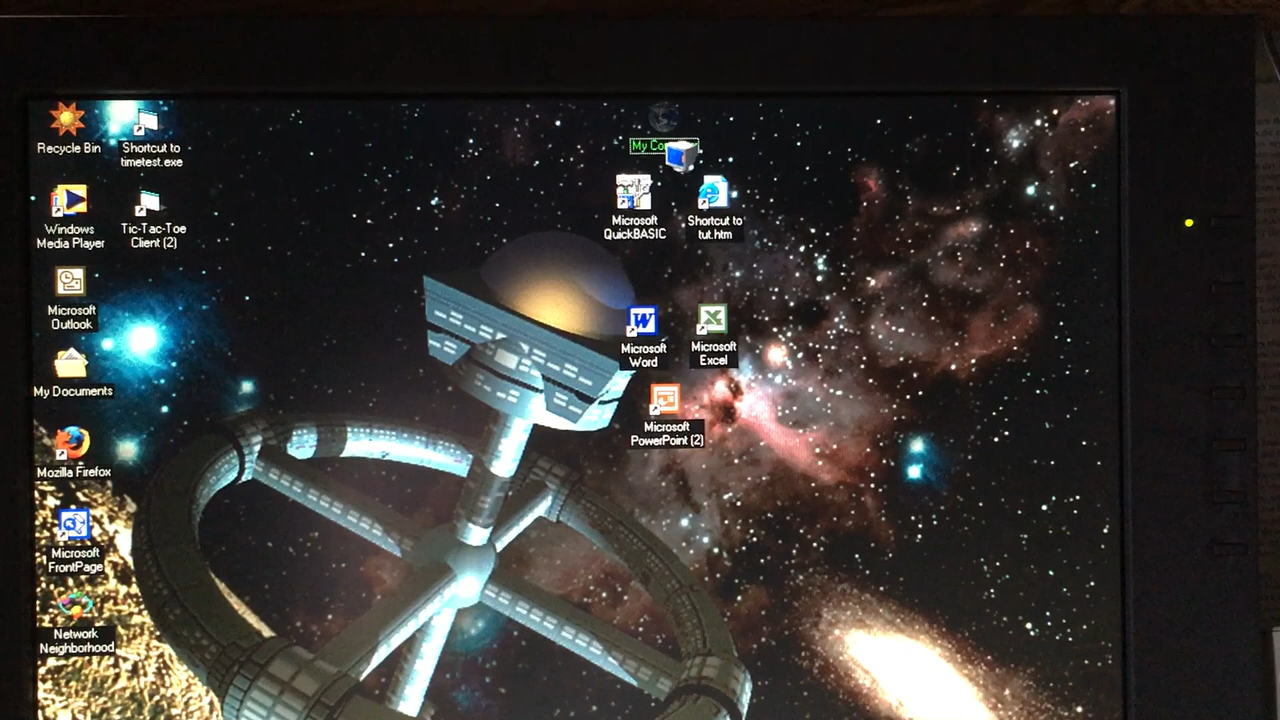 Recycle Bin
Shortcut to
timetest.exe
Windows
Media Player
Tic-Tac-Toe
Client (2)
Microsoft
Outlook
My Documents
Mozilla Firefox
Microsoft
FrontPage
Network
Neighborhood
My
Microsoft
QuickBASIC
Shortcut to
tut.htm
Microsoft
Word
Microsoft
Excel
Microsoft
PowerPoint (2)